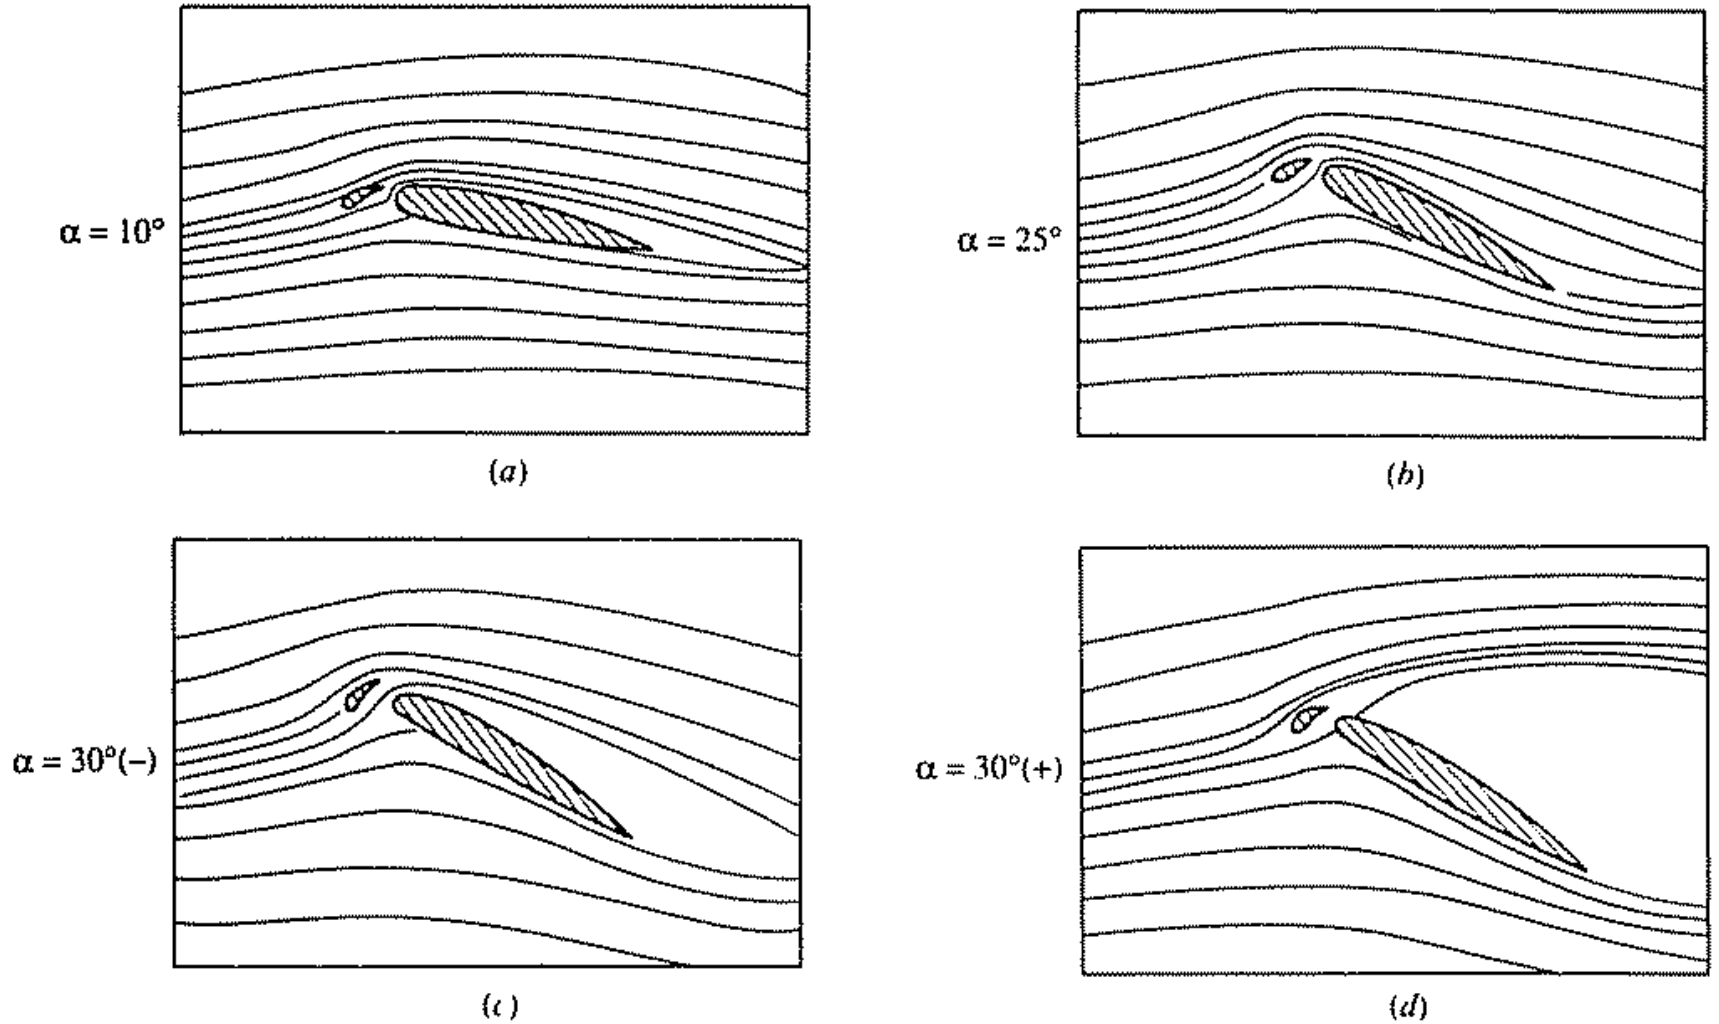 α = 10°
(a)
α = 25°
(b)
α = 30°(–)
(c)
α = 30°(+)
(d)